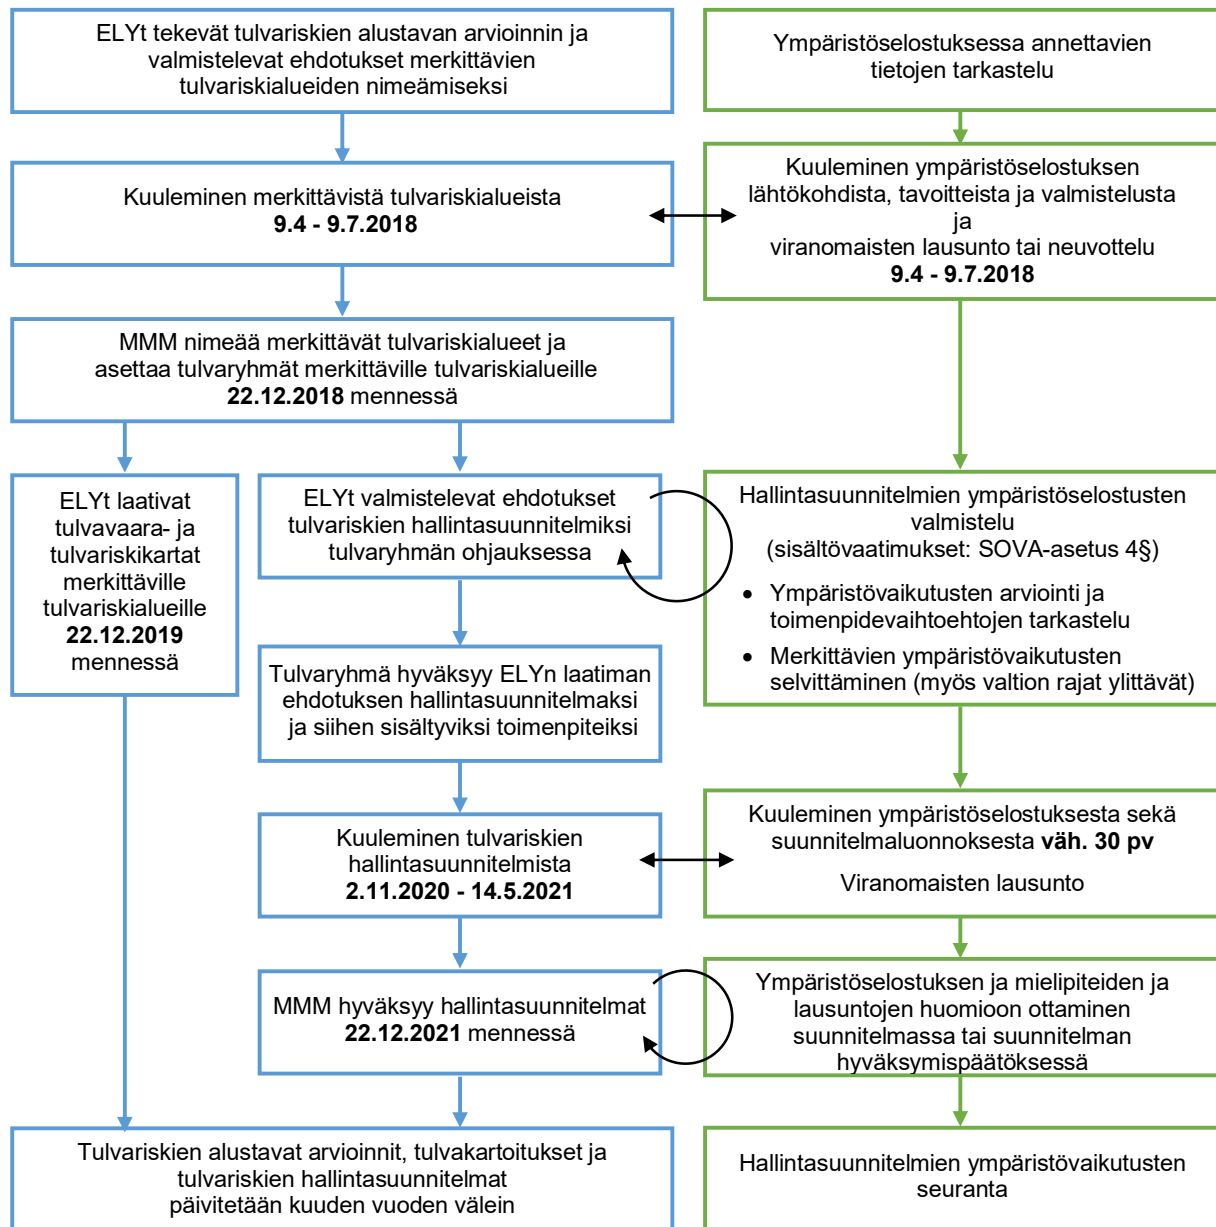 ELYt tekevät tulvariskien alustavan arvioinnin ja
valmistelevat ehdotukset merkittävien
tulvariskialueiden nimeämiseksi
Ympäristöselostuksessa annettavien
tietojen tarkastelu
Kuuleminen merkittävistä tulvariskialueista
9.4 - 9.7.2018
Kuuleminen ympäristöselostuksen
lähtökohdista, tavoitteista ja valmistelusta
ja
viranomaisten lausunto tai neuvottelu
9.4 - 9.7.2018
MMM nimeää merkittävät tulvariskialueet ja
asettaa tulvaryhmät merkittäville tulvariskialueille
22.12.2018 mennessä
ELYt laativat
tulvavaara- ja
tulvariskikartat
merkittäville
tulvariskialueille
22.12.2019
mennessä
ELYt valmistelevat ehdotukset
tulvariskien hallintasuunnitelmiksi
tulvaryhmän ohjauksessa
Hallintasuunnitelmien ympäristöselostusten
valmistelu
(sisältövaatimukset: SOVA-asetus 4§)
• Ympäristövaikutusten arviointi ja
toimenpidevaihtoehtojen tarkastelu
• Merkittävien ympäristövaikutusten
selvittäminen (myös valtion rajat ylittävät)
Tulvaryhmä hyväksyy ELYn laatiman
ehdotuksen hallintasuunnitelmaksi
ja siihen sisältyviksi toimenpiteiksi
Kuuleminen tulvariskien
hallintasuunnitelmista
2.11.2020 - 14.5.2021
Kuuleminen ympäristöselostuksesta sekä
suunnitelmaluonnoksesta väh. 30 pv
Viranomaisten lausunto
MMM hyväksyy hallintasuunnitelmat
22.12.2021 mennessä
Ympäristöselostuksen ja mielipiteiden ja
lausuntojen huomioon ottaminen
suunnitelmassa tai suunnitelman
hyväksymispäätöksessä
Tulvariskien alustavat arvioinnit, tulvakartoitukset ja
tulvariskien hallintasuunnitelmat
päivitetään kuuden vuoden välein
Hallintasuunnitelmien ympäristövaikutusten
seuranta